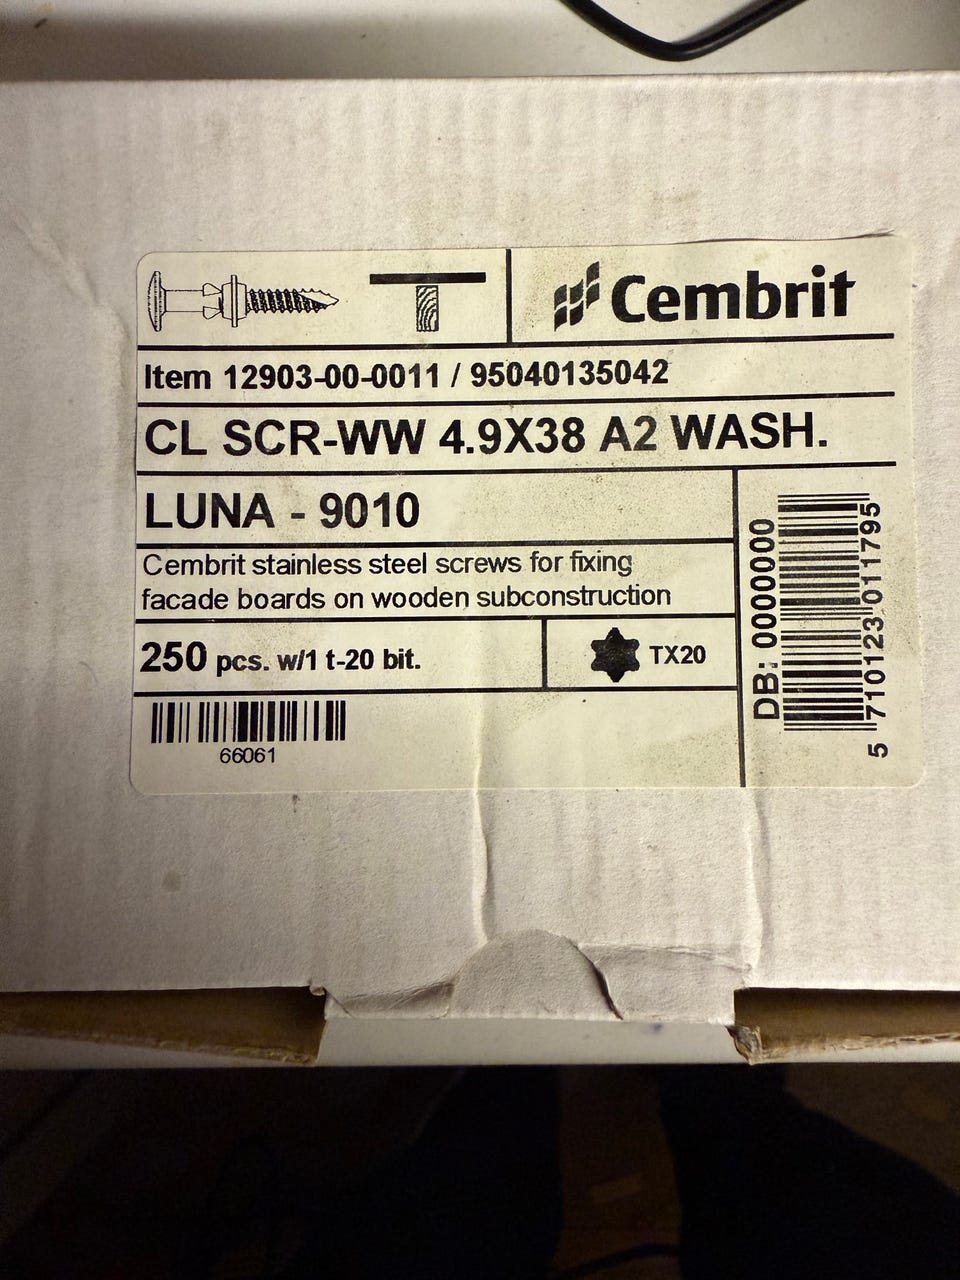 Cembrit
Item 12903-00-0011 / 95040135042
CL SCR-WW 4.9X38 A2 WASH.
LUNA - 9010
Cembrit stainless steel screws for fixing
facade boards on wooden subconstruction
250 pcs. w/1 t-20 bit.
TX20
66061
DB: 0000000
5 710123 011795